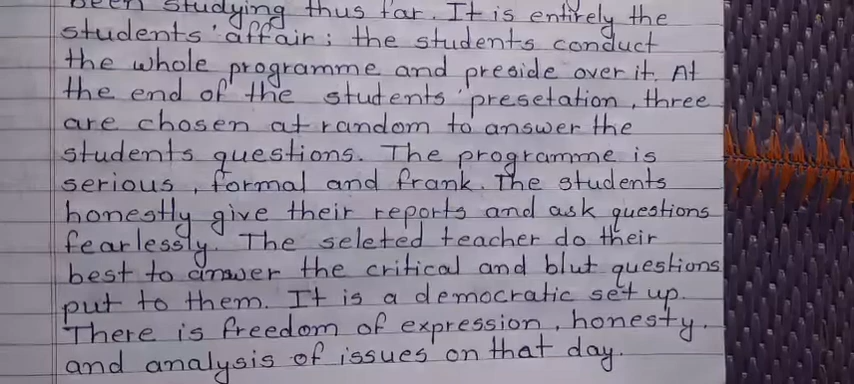 been studying thus far. It is entirely the
students' affair; the students conduct
the whole programme and preside over it. At
the end of the students' presetation, three
are chosen at random to answer the
students questions. The programme is
serious, formal and frank. The students
honestly give their reports and ask questions
fearlessly. The seleted teacher do their
best to answer the critical and blut questions
put to them. It is a democratic set up.
There is freedom of expression, honesty.
and analysis of issues on that day.